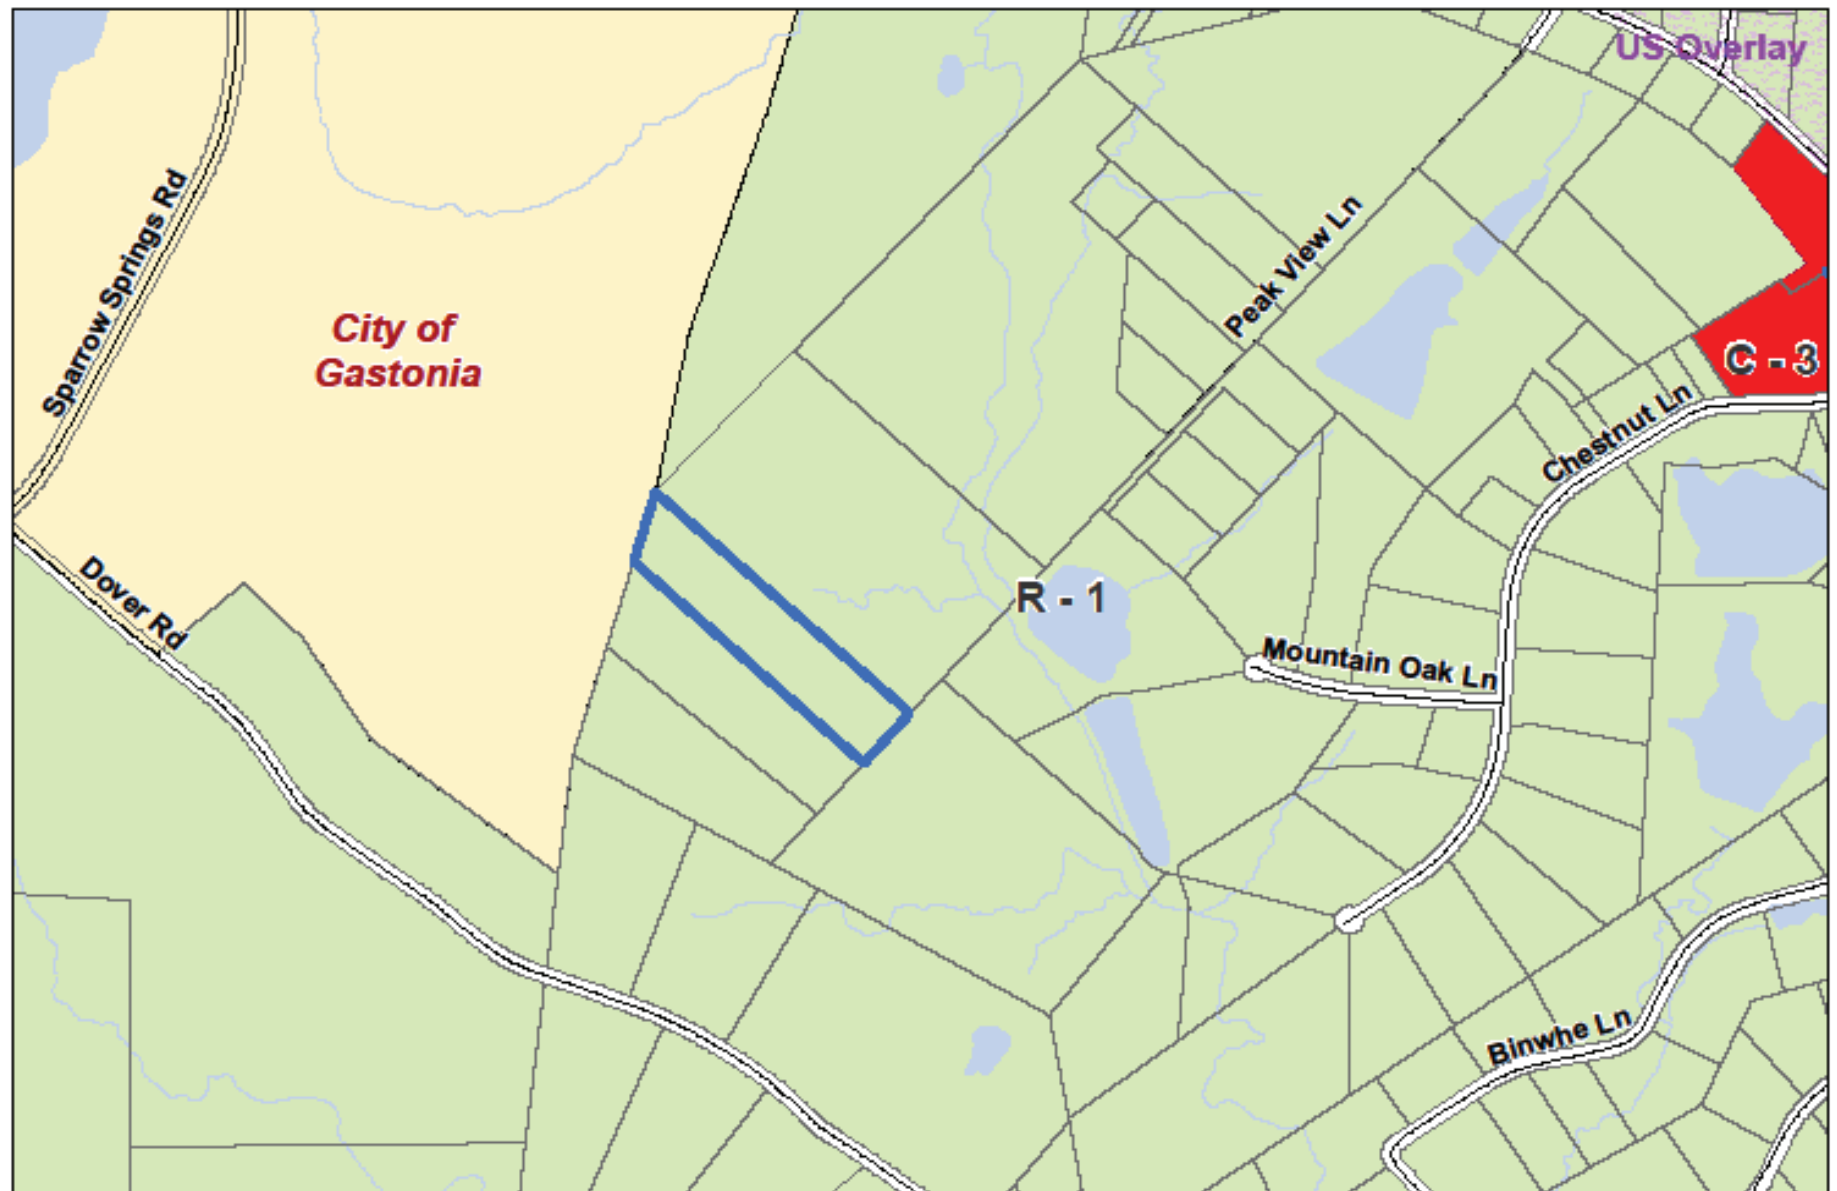 US Overlay
Sparrow Springs Rd
Peak View Ln
City of
Gastonia
C - 3
Chestnut Ln
Dover Rd
R - 1
Mountain Oak Ln
Binwhe Ln